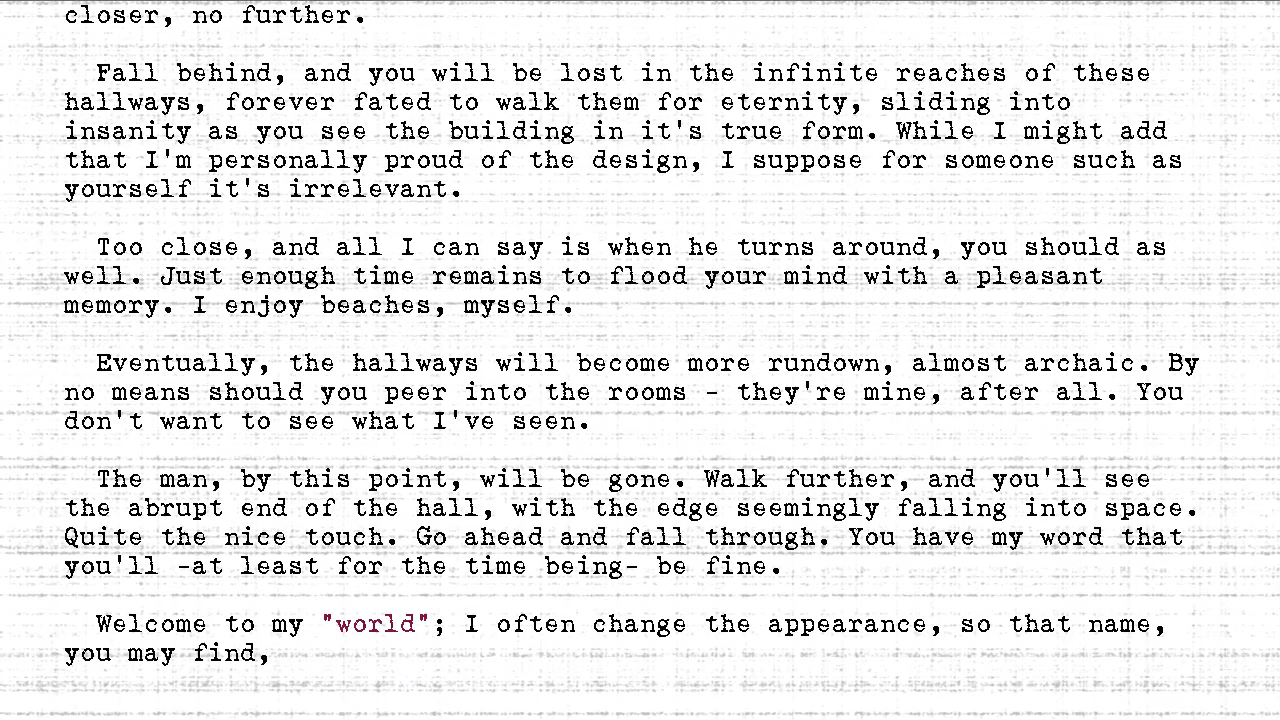 closer, no further.
Fall behind, and you will be lost in the infinite reaches of these
hallways, forever fated to walk them for eternity, sliding into
insanity as you see the building in it's true form. While I might add
that I'm personally proud of the design, I suppose for someone such as
yourself it's irrelevant.
Too close, and all I can say is when he turns around, you should as
well. Just enough time remains to flood your mind with a pleasant
memory. I enjoy beaches, myself.
Eventually, the hallways will become more rundown, almost archaic. By
no means should you peer into the rooms - they're mine, after all. You
don't want to see what I've seen.
The man, by this point, will be gone. Walk further, and you'll see
the abrupt end of the hall, with the edge seemingly falling into space.
Quite the nice touch. Go ahead and fall through. You have my word that
you'll -at least for the time being- be fine.
Welcome to my "world"; I often change the appearance, so that name,
you may find,